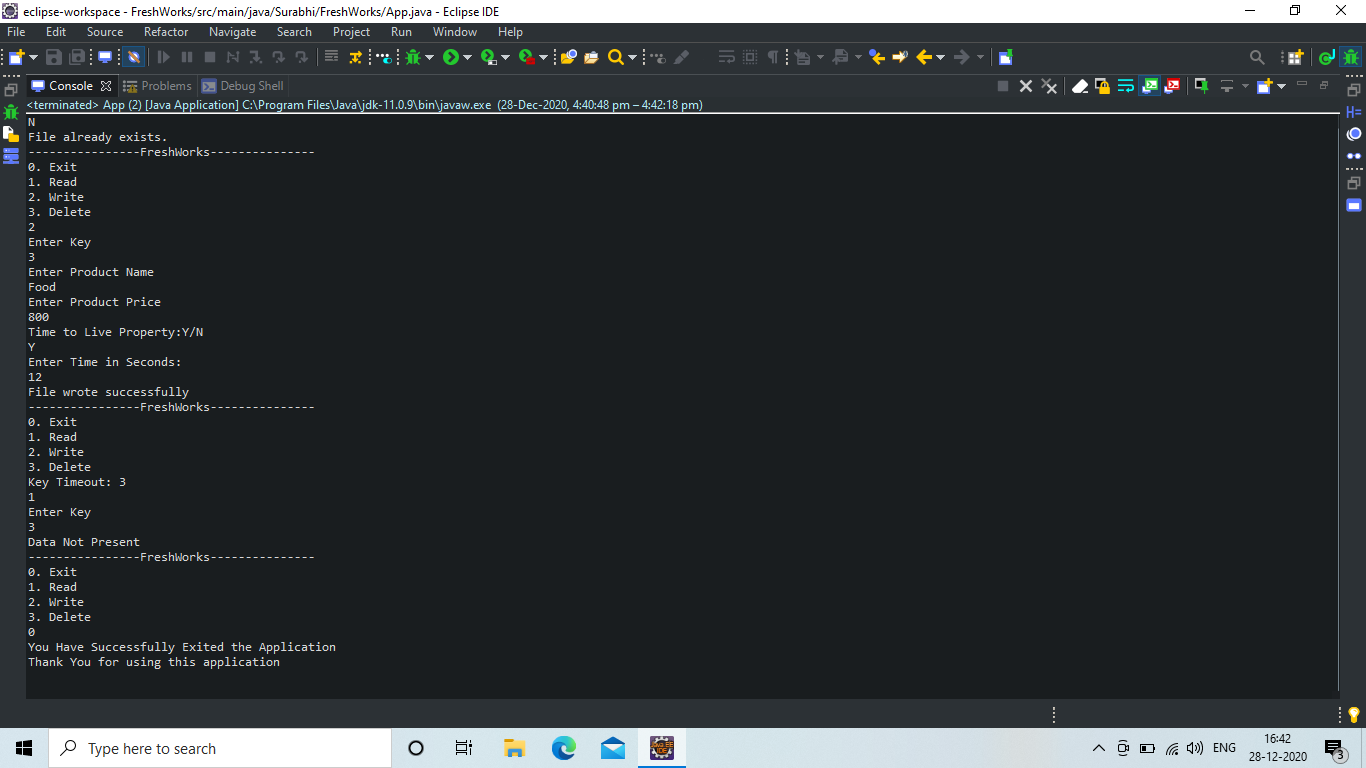 eclipse-workspace - FreshWorks/src/main/java/Surabhi/FreshWorks/App.java - Eclipse IDE
File Edit Source Refactor Navigate Search Project Run Window Help
Console Problems Debug Shell
<terminated> App (2) [Java Application] C:\Program Files\Java\jdk-11.0.9\bin\javaw.exe (28-Dec-2020, 4:40:48 pm – 4:42:18 pm)
N
File already exists.
----------------FreshWorks---------------
0. Exit
1. Read
2. Write
3. Delete
2
Enter Key
3
Enter Product Name
Food
Enter Product Price
800
Time to Live Property:Y/N
Y
Enter Time in Seconds:
12
File wrote successfully
----------------FreshWorks---------------
0. Exit
1. Read
2. Write
3. Delete
Key Timeout: 3
1
Enter Key
3
Data Not Present
----------------FreshWorks---------------
0. Exit
1. Read
2. Write
3. Delete
0
You Have Successfully Exited the Application
Thank You for using this application
Type here to search
ENG
16:42
28-12-2020
3